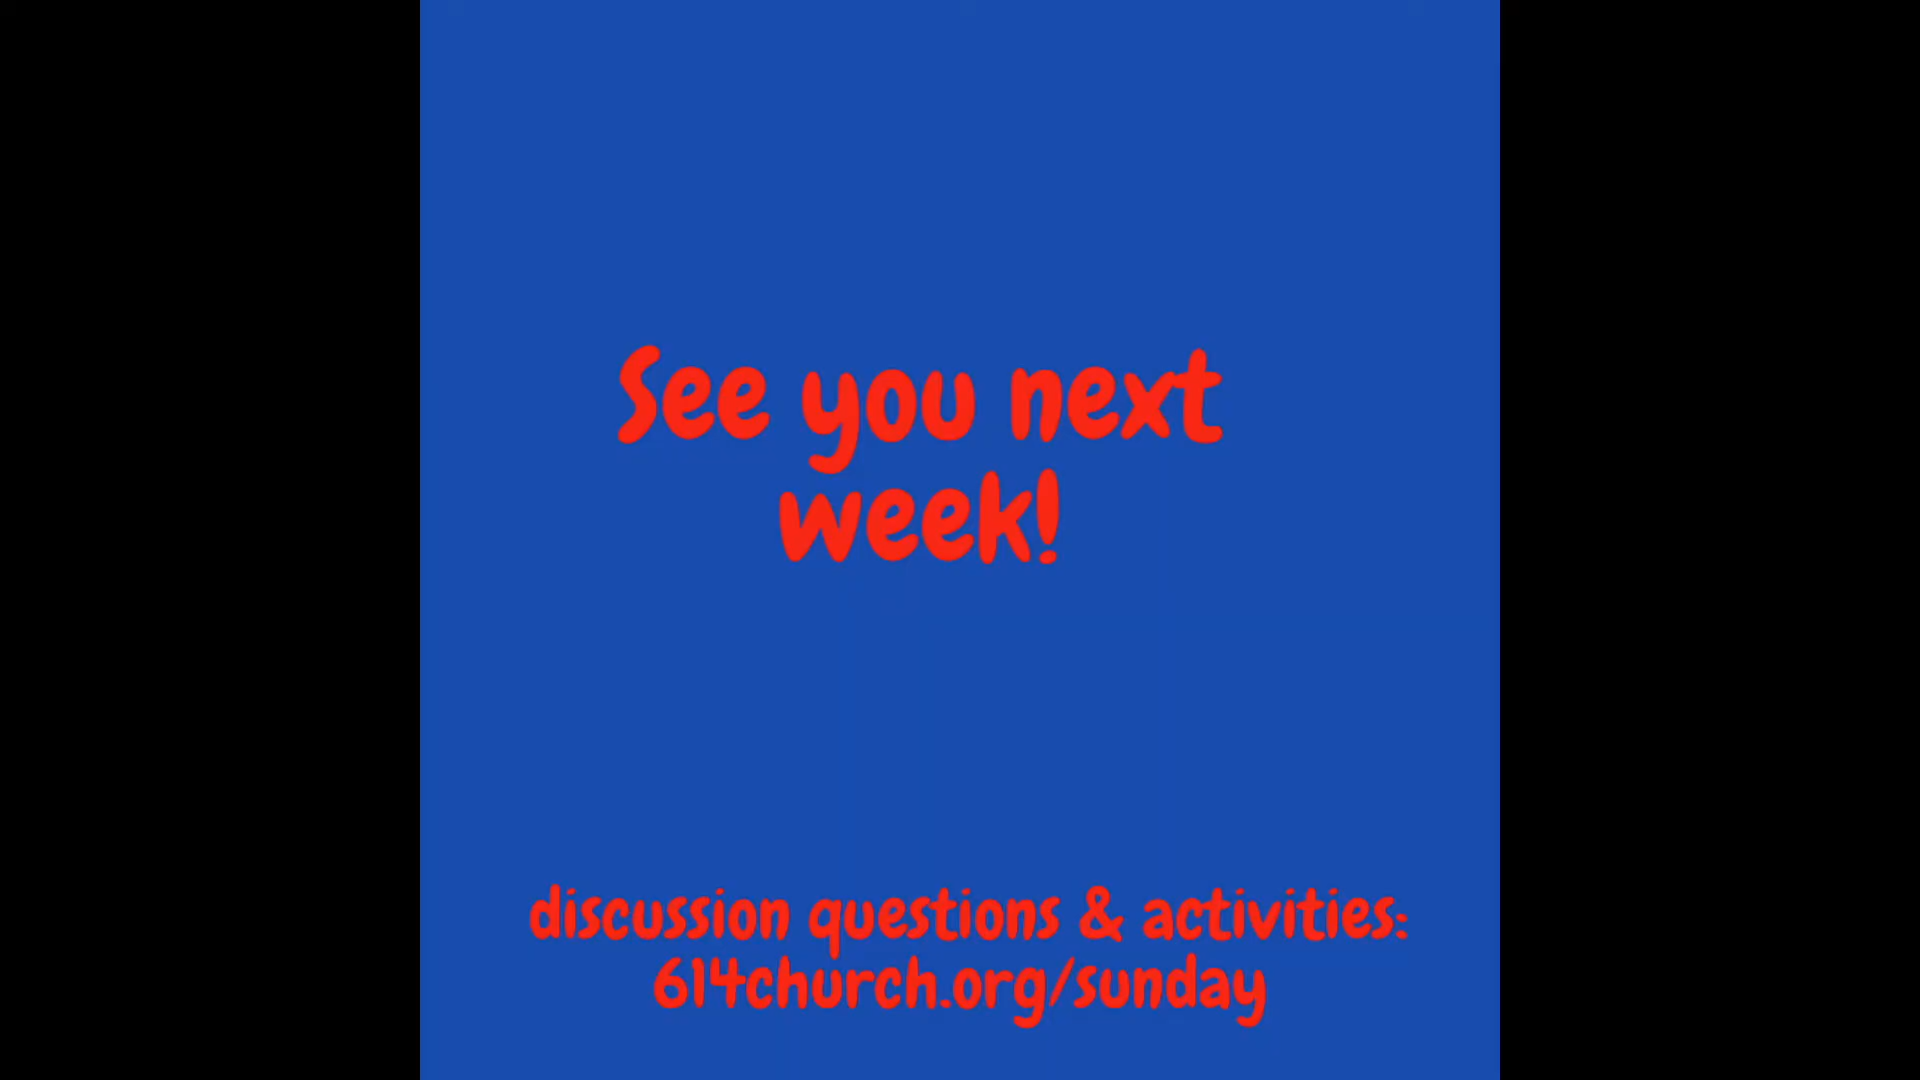 See you next
week!
discussion questions & activities:
614church.org/sunday